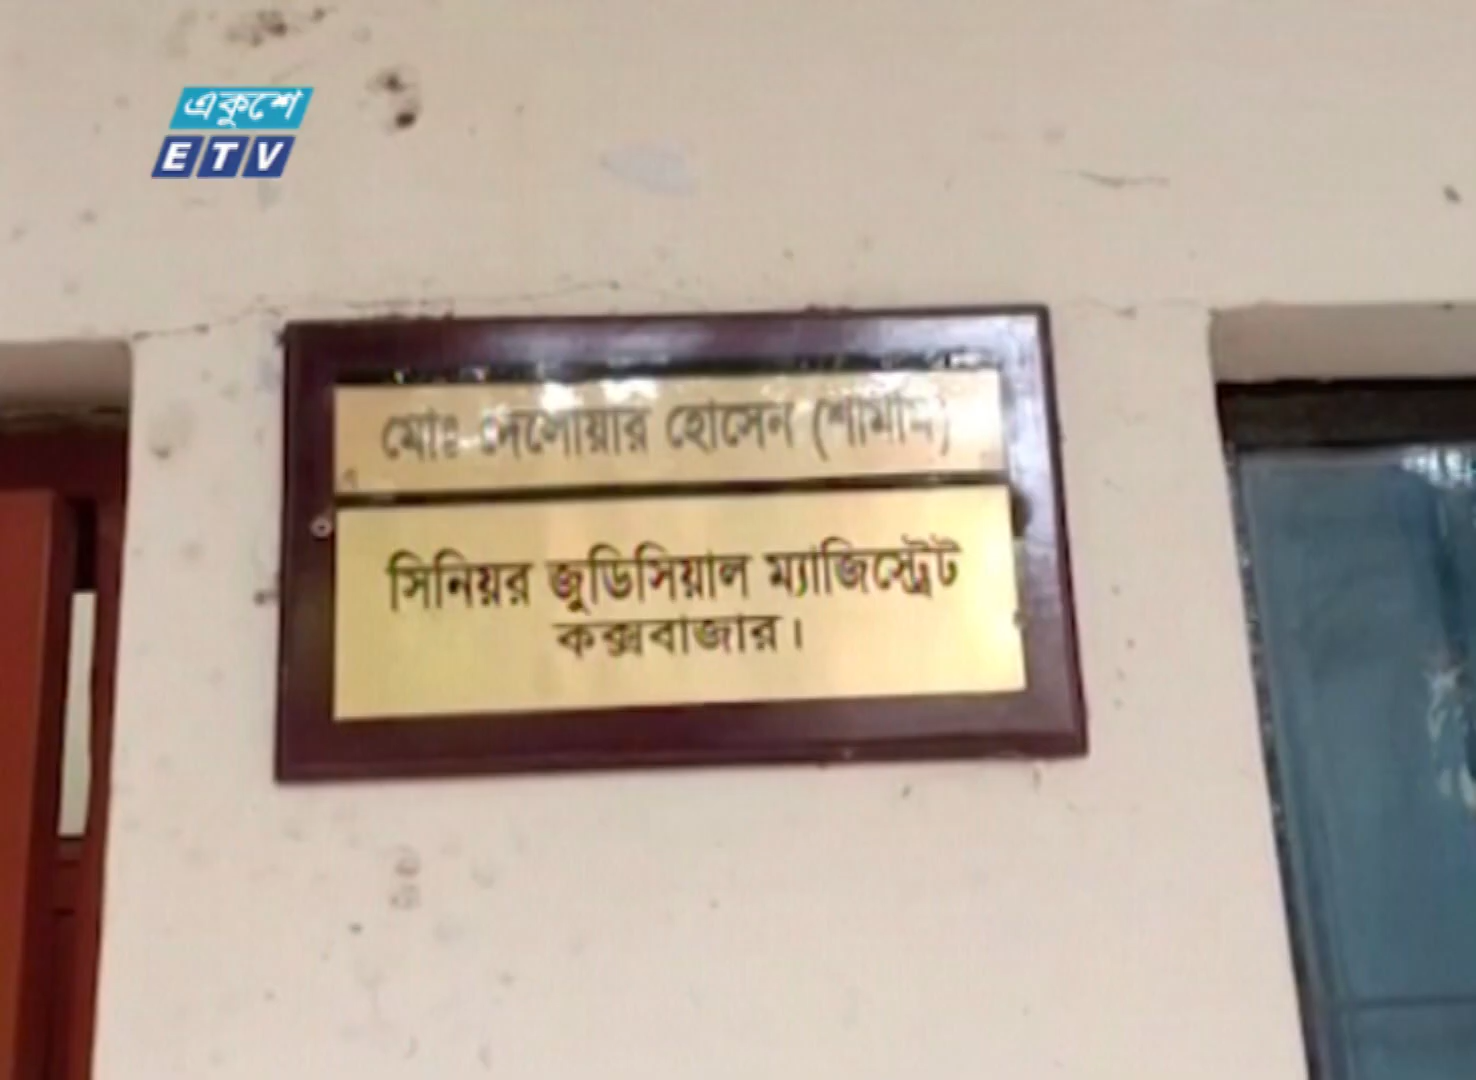 একুশে
ETV
মোঃ দেলোয়ার হোসেন (শামীম)
সিনিয়র জুডিসিয়াল ম্যাজিস্ট্রেট
কক্সবাজার।